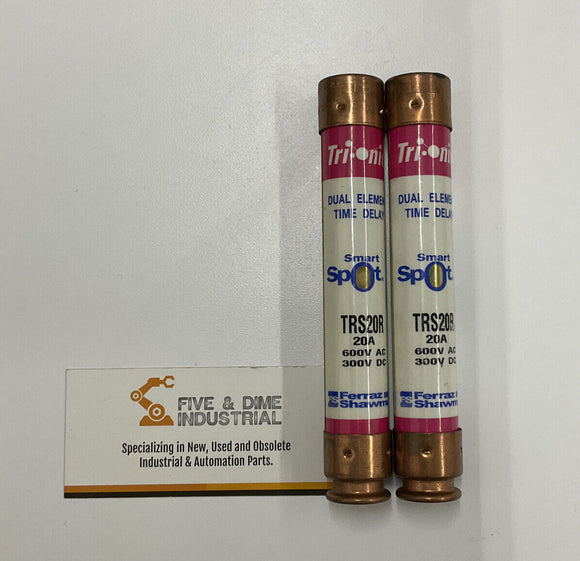 Tri-oni
DUAL ELEMEN
TIME DELAY
Smart
Spot
TRS20R
20A
600V AC
300V DC
Ferraz
Shawm
Tri-oni
DUAL ELEMEN
TIME DELAY
Smart
Spot
TRS20R
20A
600V AC
300V DC
Ferraz
Shawm
FIVE & DIME
INDUSTRIAL
Specializing in New, Used and Obsolete
Industrial & Automation Parts.